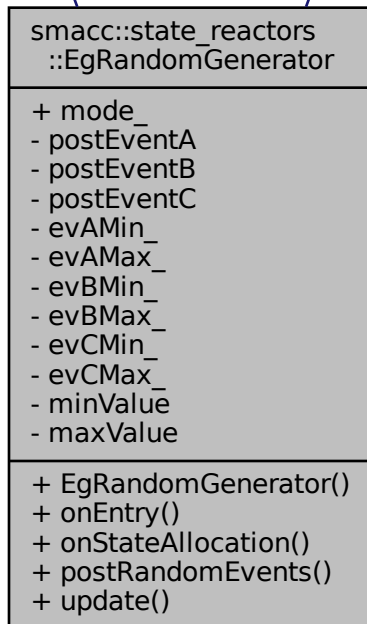 smacc::state_reactors
::EgRandomGenerator
+ mode_
- postEventA
- postEventB
- postEventC
- evAMin_
- evAMax_
- evBMin_
- evBMax_
- evCMin_
- evCMax_
- minValue
- maxValue
+ EgRandomGenerator()
+ onEntry()
+ onStateAllocation()
+ postRandomEvents()
+ update()